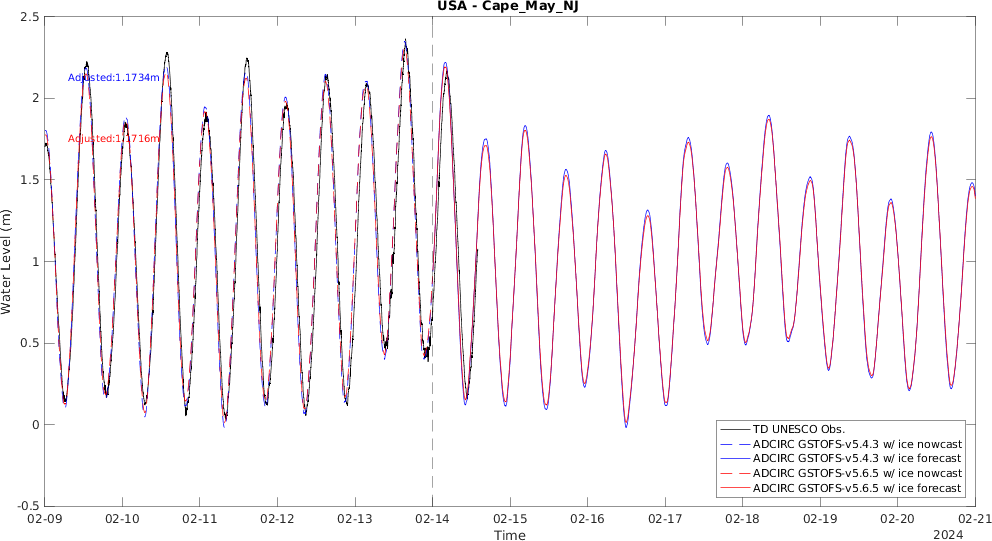 USA - Cape_May_NJ
2.5
2
1.5
1
0.5
0
-0.5
Water Level (m)
Adjusted:1.1734m
Adjusted:1.1716m
TD UNESCO Obs.
ADCIRC GSTOFS-v5.4.3 w/ ice nowcast
ADCIRC GSTOFS-v5.4.3 w/ ice forecast
ADCIRC GSTOFS-v5.6.5 w/ ice nowcast
ADCIRC GSTOFS-v5.6.5 w/ ice forecast
02-09 02-10 02-11 02-12 02-13 02-14 02-15 02-16 02-17 02-18 02-19 02-20 02-21
Time
2024